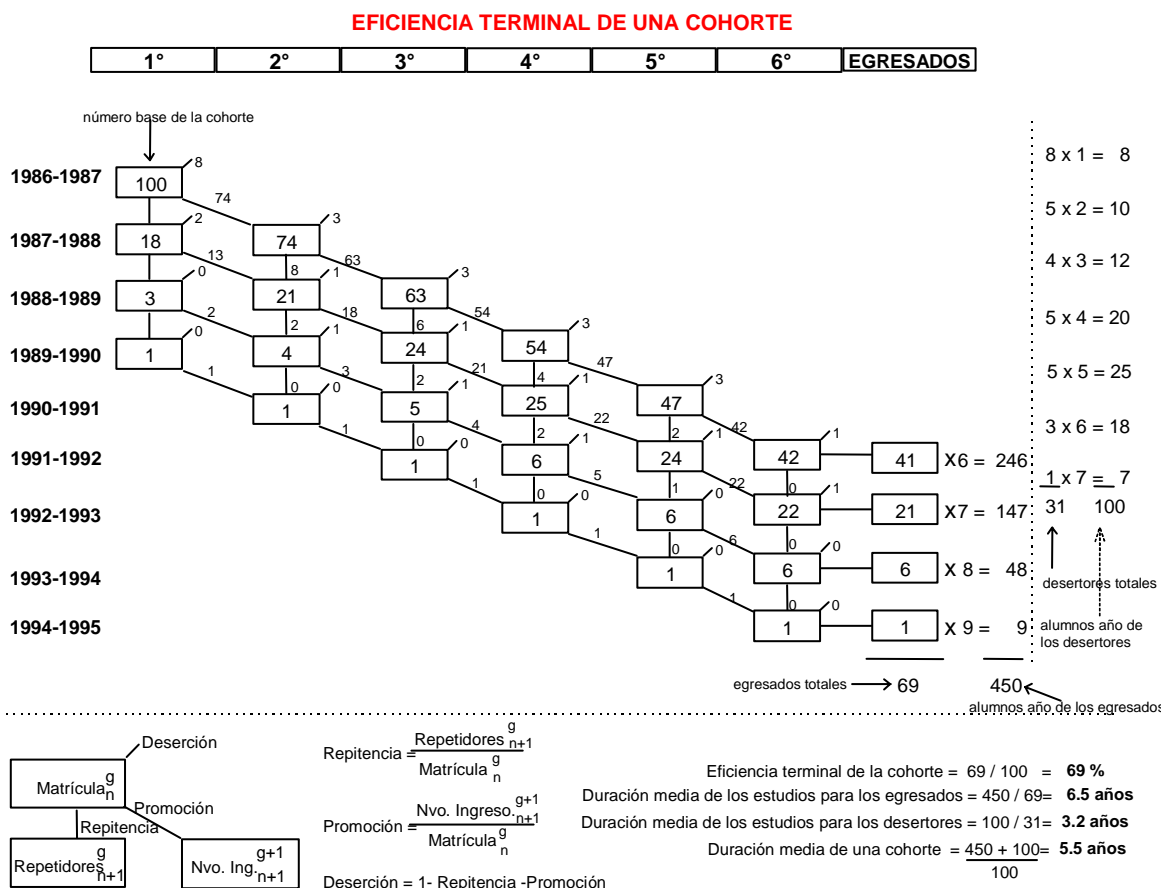 EFICIENCIA TERMINAL DE UNA COHORTE
1° 2° 3° 4° 5° 6° EGRESADOS
número base de la cohorte
8 x 1 = 8
8
1986-1987 100
74
5 x 2 = 10
2 3
1987-1988 18 74
13 63
4 x 3 = 12
0 8 1 3
1988-1989 3 21 63
2 18 54
5 x 4 = 20
0 2 1 6 1 3
1989-1990 1 4 24 54
1 3 21 47
5 x 5 = 25
0 0 2 1 4 1 3
1990-1991 1 5 25 47
1 4 22 42
3 x 6 = 18
0 0 2 1 2 1 1
1991-1992 1 6 24 42 41 X6 = 246
1 5 22
1 x 7 = 7
0 0 1 0 0 1
1992-1993 1 6 22 21 X7 = 147
31 100
1 6
0 0 0 0
1993-1994 1 6 6 X 8 = 48
desertores totales
1
0 0
1994-1995 1 1 X 9 = 9
alumnos año de
los desertores
egresados totales 69 450
alumnos año de los egresados
Deserción
Matrícula g n
Promoción
Repitencia
Repetidores g n+1
Nvo. Ing. g+1 n+1
Repitencia = Repetidores g n+1
Matrícula g n
Promoción = Nvo. Ingreso. g+1 n+1
Matrícula g n
Deserción = 1- Repitencia -Promoción
Eficiencia terminal de la cohorte = 69 / 100 = 69 %
Duración media de los estudios para los egresados = 450 / 69= 6.5 años
Duración media de los estudios para los desertores = 100 / 31= 3.2 años
Duración media de una cohorte = 450 + 100= 5.5 años
100